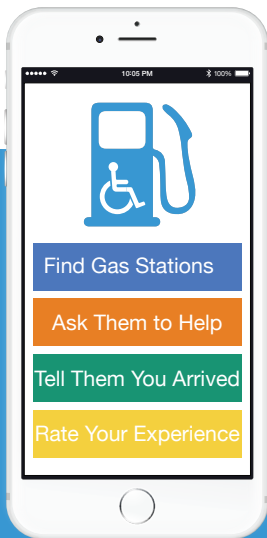 10:05 PM
100%
Find Gas Stations
Ask Them to Help
Tell Them You Arrived
Rate Your Experience